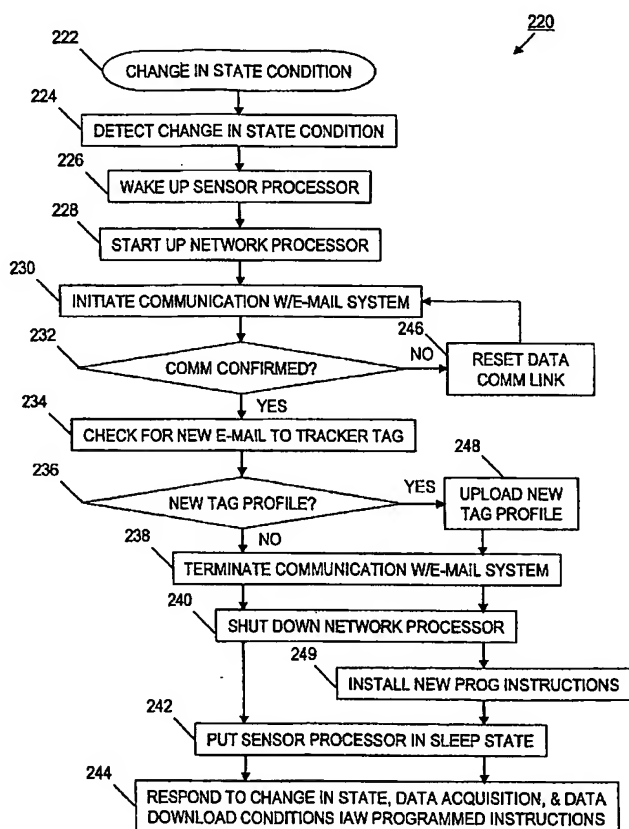 220
222
CHANGE IN STATE CONDITION
224
DETECT CHANGE IN STATE CONDITION
226
WAKE UP SENSOR PROCESSOR
228
START UP NETWORK PROCESSOR
230
INITIATE COMMUNICATION W/E-MAIL SYSTEM
232
COMM CONFIRMED?
NO
246
RESET DATA
COMM LINK
YES
234
CHECK FOR NEW E-MAIL TO TRACKER TAG
236
NEW TAG PROFILE?
YES
248
UPLOAD NEW
TAG PROFILE
NO
238
TERMINATE COMMUNICATION W/E-MAIL SYSTEM
240
SHUT DOWN NETWORK PROCESSOR
249
INSTALL NEW PROG INSTRUCTIONS
242
PUT SENSOR PROCESSOR IN SLEEP STATE
244
RESPOND TO CHANGE IN STATE, DATA ACQUISITION, & DATA
DOWNLOAD CONDITIONS IAW PROGRAMMED INSTRUCTIONS